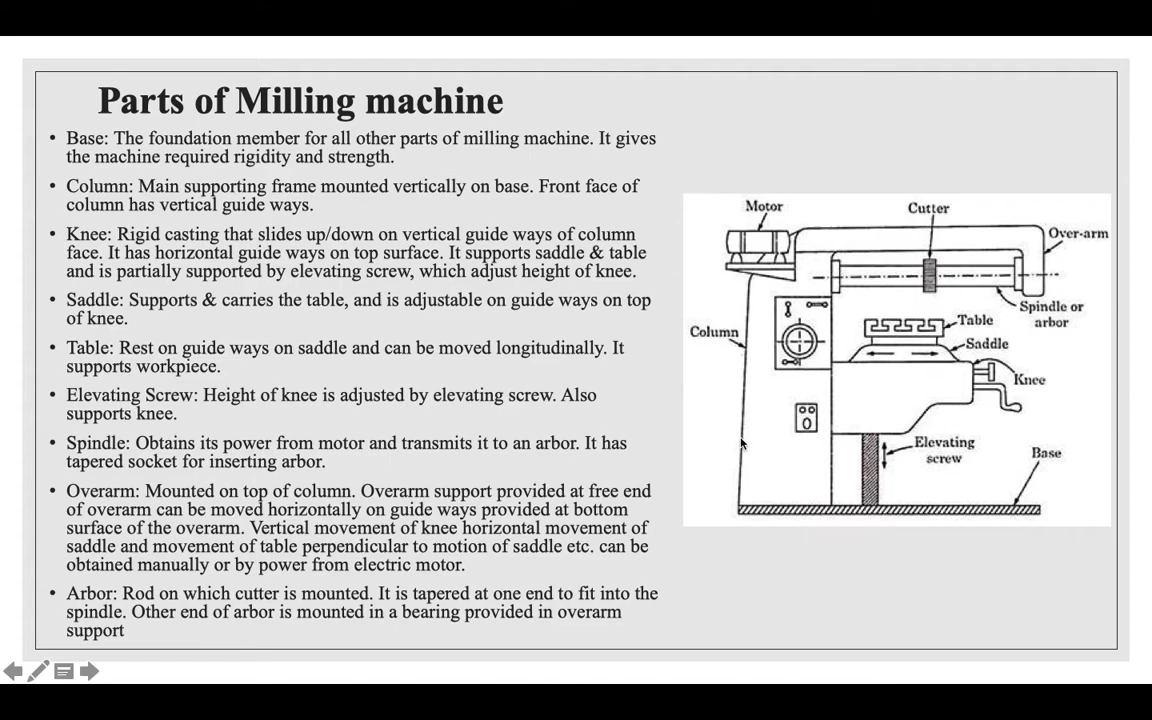 Parts of Milling machine
• Base: The foundation member for all other parts of milling machine. It gives
the machine required rigidity and strength.
• Column: Main supporting frame mounted vertically on base. Front face of
column has vertical guide ways.
• Knee: Rigid casting that slides up/down on vertical guide ways of column
face. It has horizontal guide ways on top surface. It supports saddle & table
and is partially supported by elevating screw, which adjust height of knee.
• Saddle: Supports & carries the table, and is adjustable on guide ways on top
of knee.
• Table: Rest on guide ways on saddle and can be moved longitudinally. It
supports workpiece.
• Elevating Screw: Height of knee is adjusted by elevating screw. Also
supports knee.
• Spindle: Obtains its power from motor and transmits it to an arbor. It has
tapered socket for inserting arbor.
• Overarm: Mounted on top of column. Overarm support provided at free end
of overarm can be moved horizontally on guide ways provided at bottom
surface of the overarm. Vertical movement of knee horizontal movement of
saddle and movement of table perpendicular to motion of saddle etc. can be
obtained manually or by power from electric motor.
• Arbor: Rod on which cutter is mounted. It is tapered at one end to fit into the
spindle. Other end of arbor is mounted in a bearing provided in overarm
support
Motor
Cutter
Over-arm
Spindle or
arbor
Column
Table
Saddle
Knee
Elevating
screw
Base